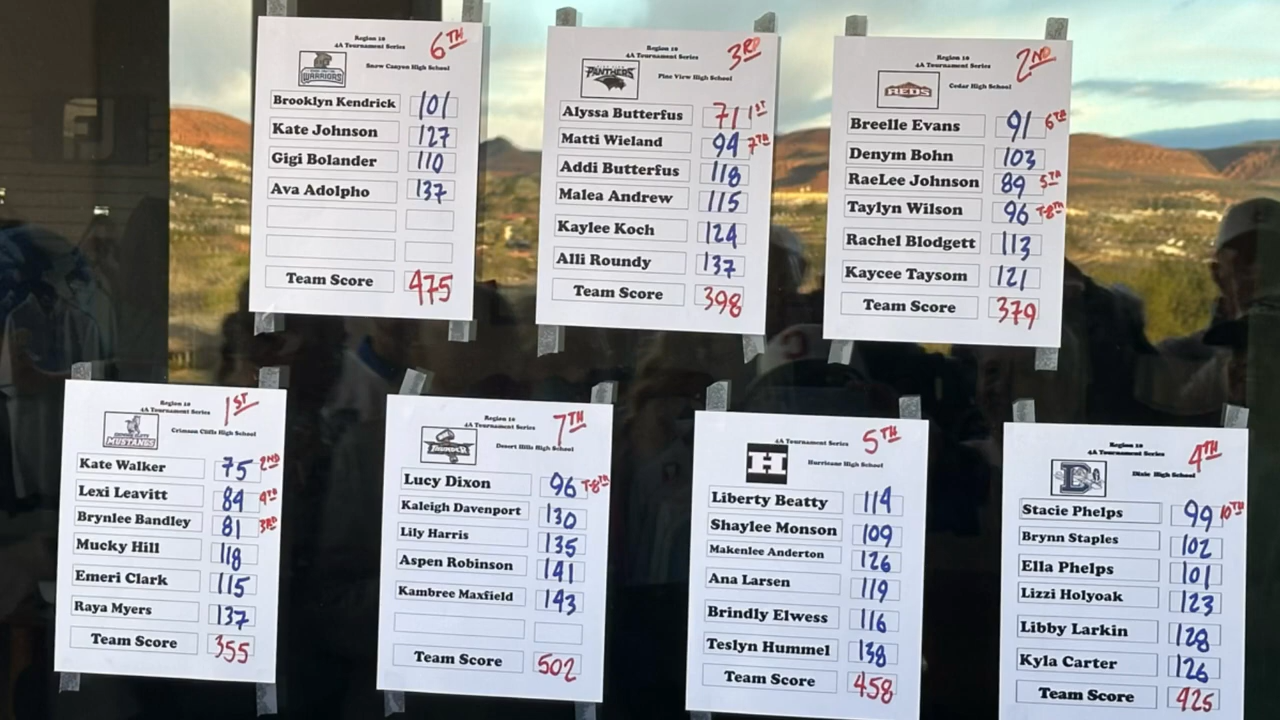 Region 10
4A Tournament Series
6TH
WARRIORS
Snow Canyon High School
Brooklyn Kendrick 101
Kate Johnson 127
Gigi Bolander 110
Ava Adolpho 137
Team Score 475
Region 10
4A Tournament Series
3RD
PANTHERS
Pine View High School
Alyssa Butterfus 71 1ST
Matti Wieland 94 7TH
Addi Butterfus 118
Malea Andrew 115
Kaylee Koch 124
Alli Roundy 137
Team Score 398
Region 10
4A Tournament Series
2ND
REDS
Cedar High School
Breelle Evans 91 6TH
Denym Bohn 103
RaeLee Johnson 89 5TH
Taylyn Wilson 96 T-8TH
Rachel Blodgett 113
Kaycee Taysom 121
Team Score 379
Region 10
4A Tournament Series
1ST
MUSTANGS
Crimson Cliffs High School
Kate Walker 75 2ND
Lexi Leavitt 84 4TH
Brynlee Bandley 81 3RD
Mucky Hill 118
Emeri Clark 115
Raya Myers 137
Team Score 355
Region 10
4A Tournament Series
7TH
THUNDER
Desert Hills High School
Lucy Dixon 96 T-8TH
Kaleigh Davenport 130
Lily Harris 135
Aspen Robinson 141
Kambree Maxfield 143
Team Score 502
4A Tournament Series
5TH
H
Hurricane High School
Liberty Beatty 114
Shaylee Monson 109
Makenlee Anderton 126
Ana Larsen 119
Brindly Elwess 116
Teslyn Hummel 138
Team Score 458
Region 10
4A Tournament Series
4TH
D
Dixie High School
Stacie Phelps 99 10TH
Brynn Staples 102
Ella Phelps 101
Lizzi Holyoak 123
Libby Larkin 128
Kyla Carter 126
Team Score 425